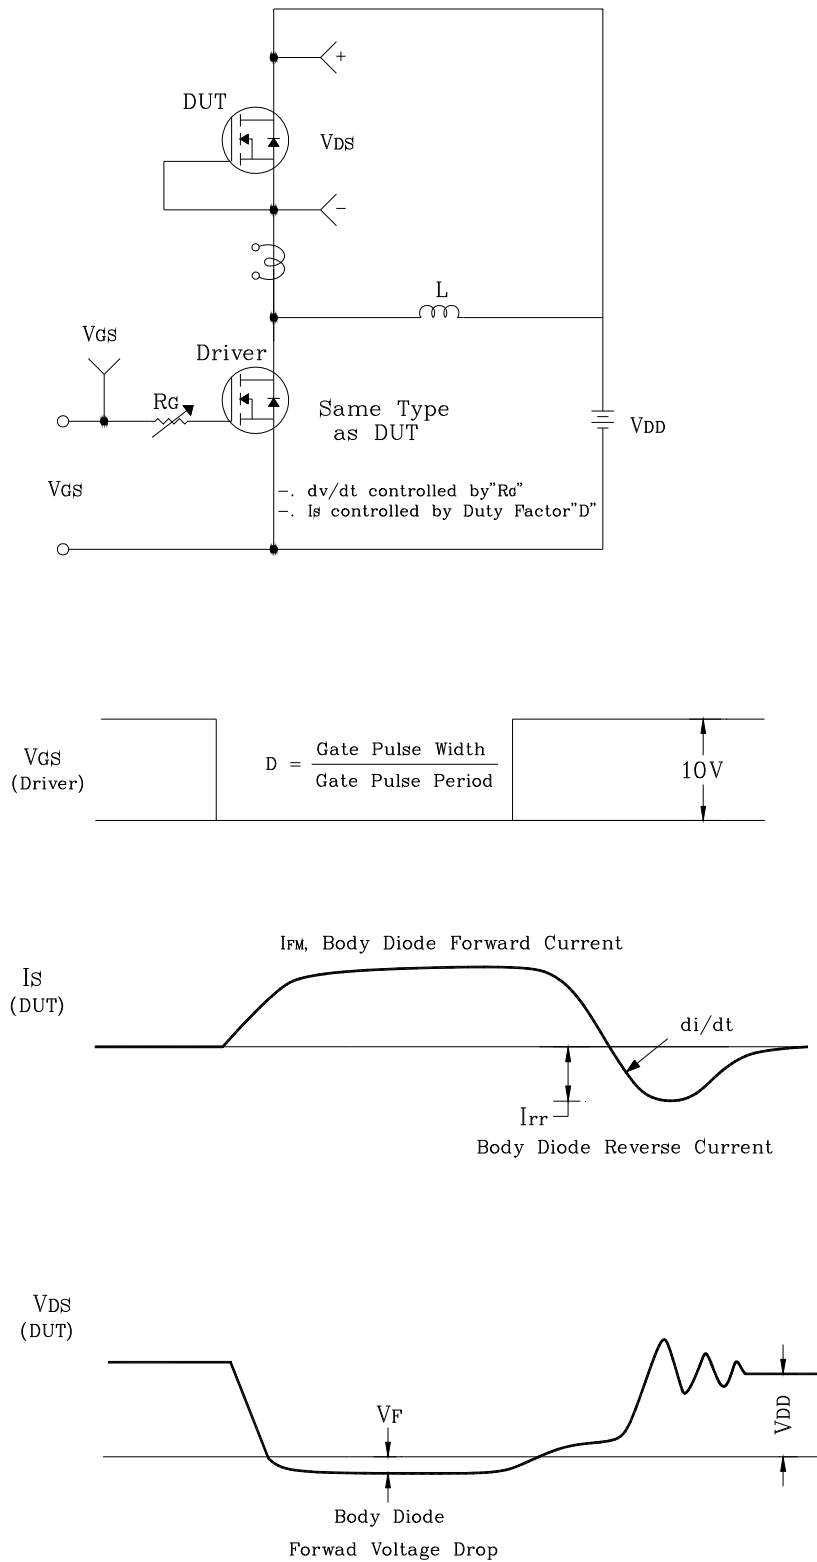 +
DUT
VDS
−
L
VGS
Driver
RG
Same Type
as DUT
VDD
VGS
−. dv/dt controlled by"RG"
−. Is controlled by Duty Factor"D"
VGS
(Driver)
D = Gate Pulse Width
Gate Pulse Period
10V
IFM, Body Diode Forward Current
IS
(DUT)
di/dt
Irr
Body Diode Reverse Current
VDS
(DUT)
VF
VDD
Body Diode
Forwad Voltage Drop